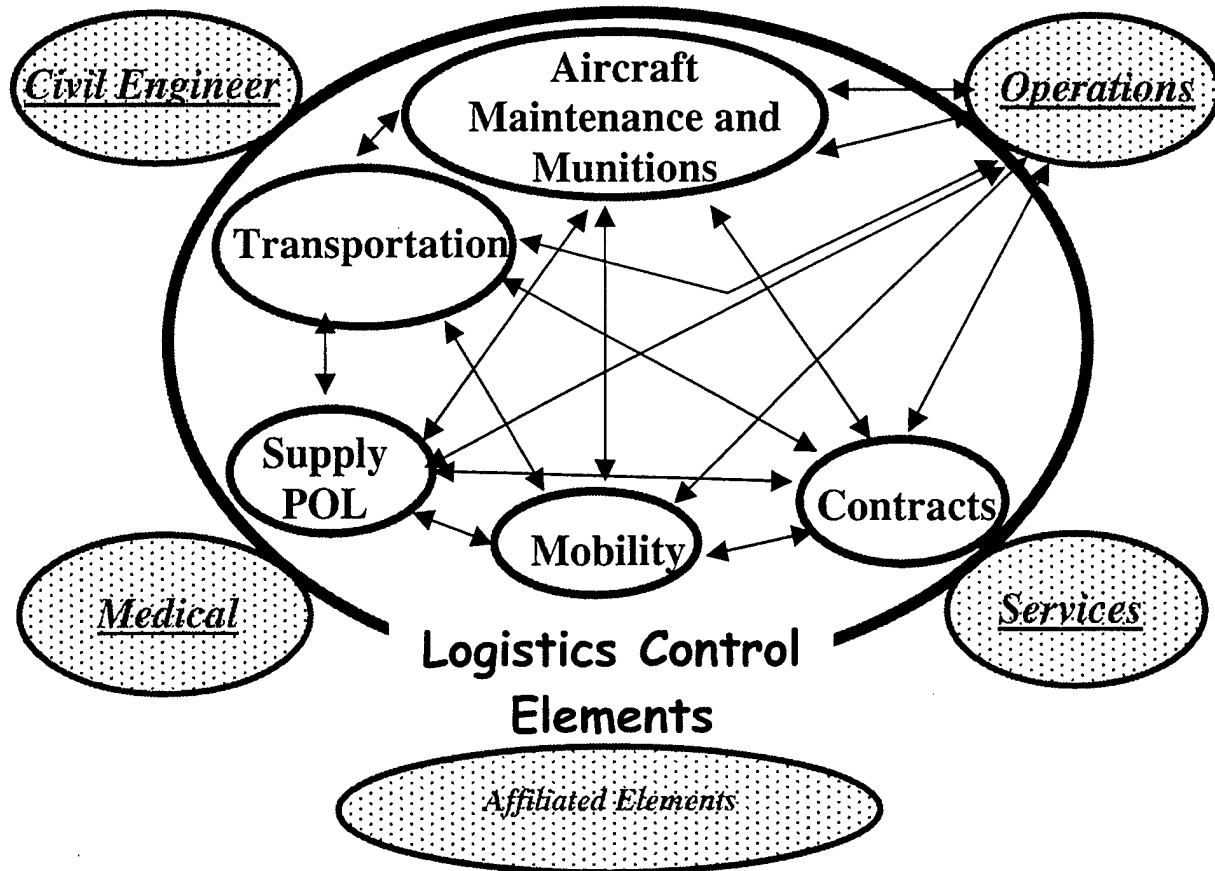 Civil Engineer
Aircraft
Maintenance and
Munitions
Operations
Transportation
Supply
POL
Mobility
Contracts
Medical
Services
Logistics Control
Elements
Affiliated Elements